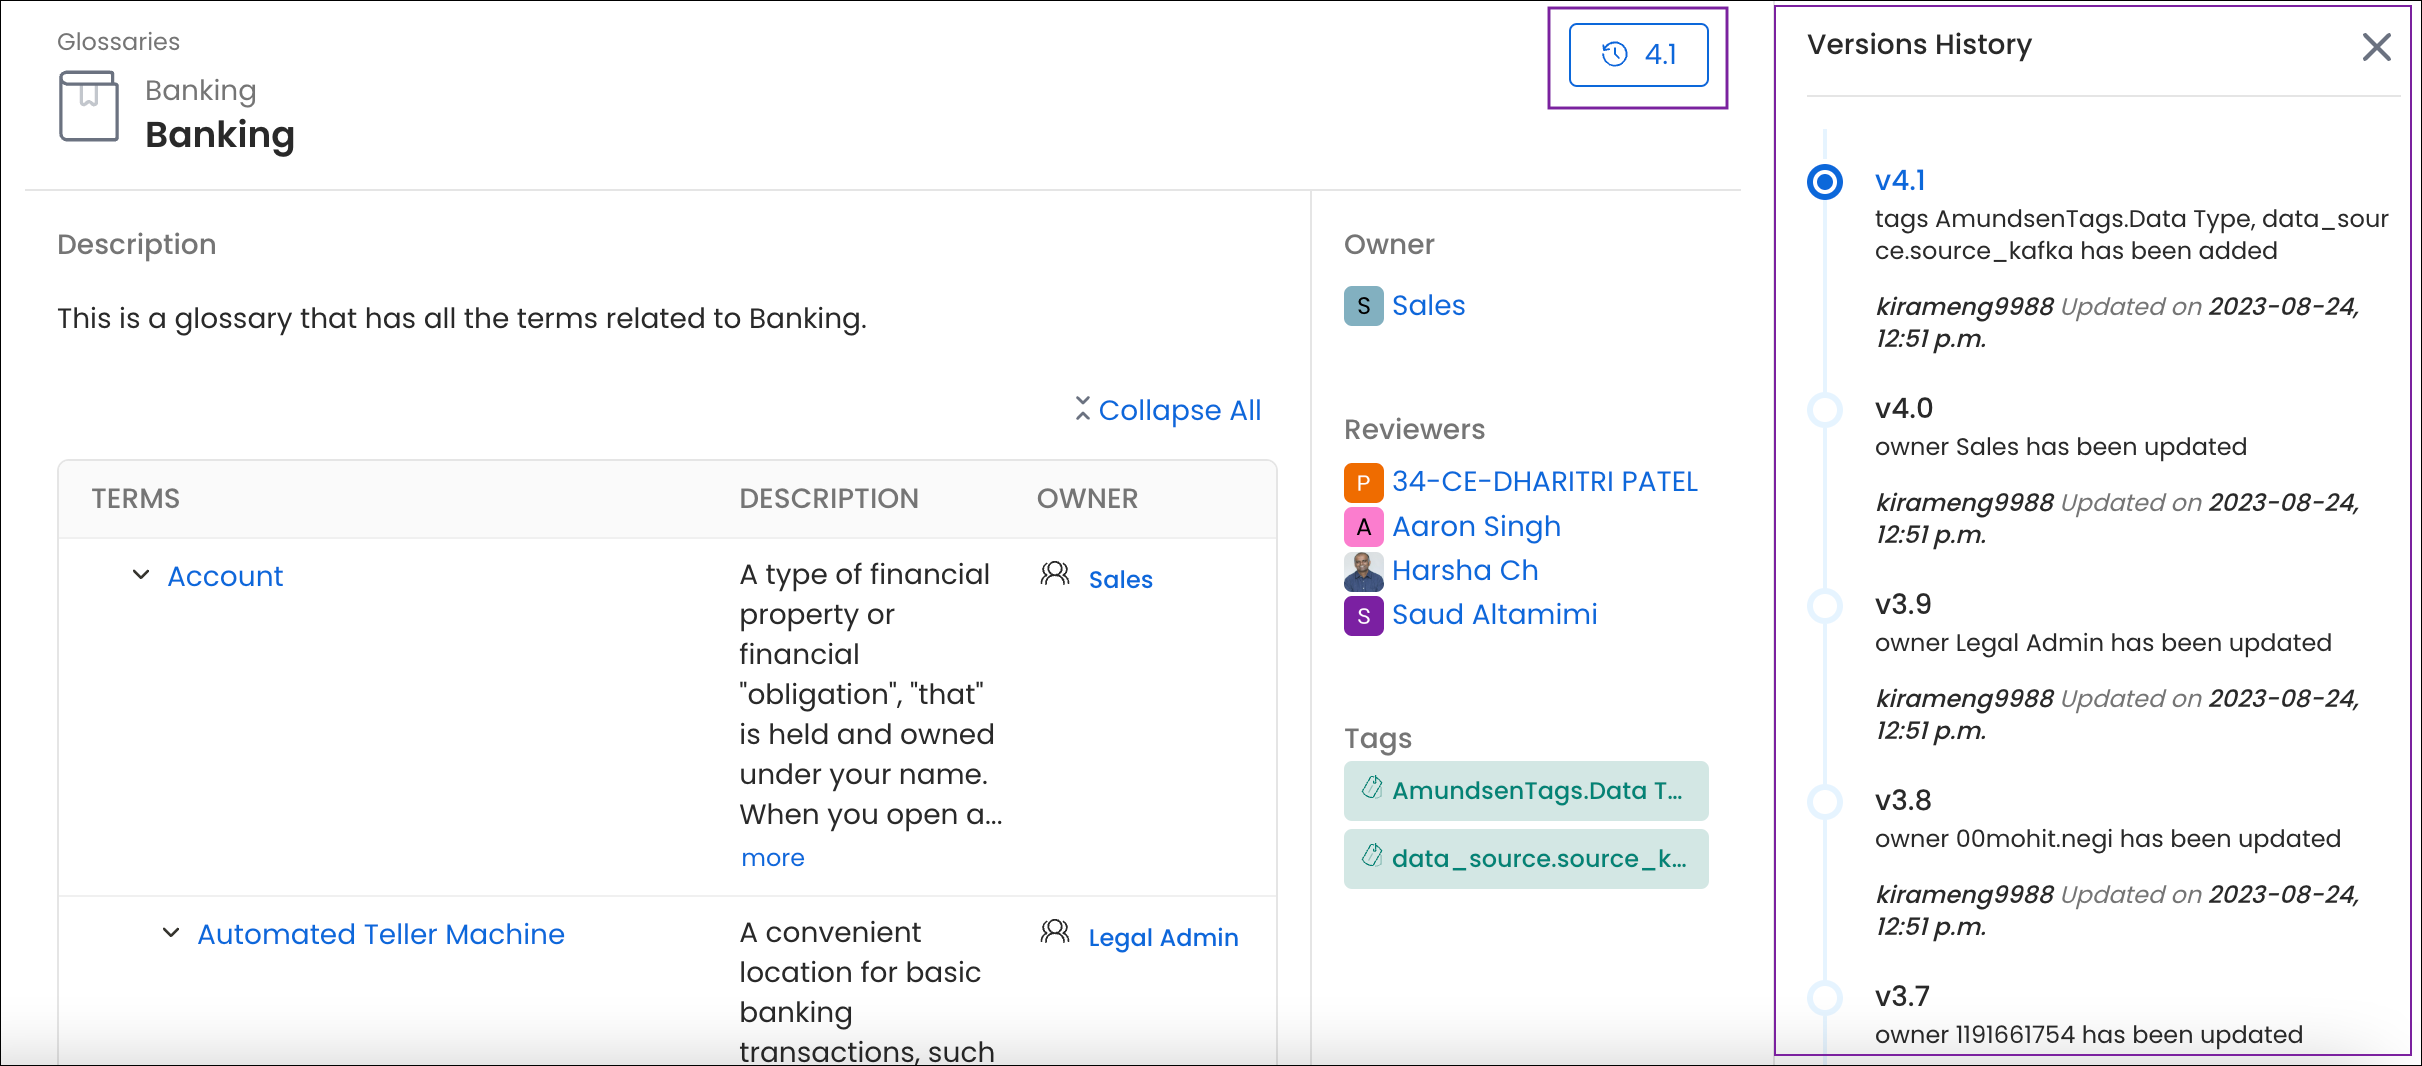 Glossaries
Banking
Banking
4.1
Description
This is a glossary that has all the terms related to Banking.
Collapse All
TERMS DESCRIPTION OWNER
Account
A type of financial
property or
financial
"obligation", "that"
is held and owned
under your name.
When you open a...
more
Sales
Automated Teller Machine
A convenient
location for basic
banking
transactions, such
Legal Admin
Owner
S Sales
Reviewers
P 34-CE-DHARITRI PATEL
A Aaron Singh
Harsha Ch
S Saud Altamimi
Tags
AmundsenTags.Data T...
data_source.source_k...
Versions History
v4.1
tags AmundsenTags.Data Type, data_sour
ce.source_kafka has been added
kirameng9988 Updated on 2023-08-24,
12:51 p.m.
v4.0
owner Sales has been updated
kirameng9988 Updated on 2023-08-24,
12:51 p.m.
v3.9
owner Legal Admin has been updated
kirameng9988 Updated on 2023-08-24,
12:51 p.m.
v3.8
owner 00mohit.negi has been updated
kirameng9988 Updated on 2023-08-24,
12:51 p.m.
v3.7
owner 1191661754 has been updated